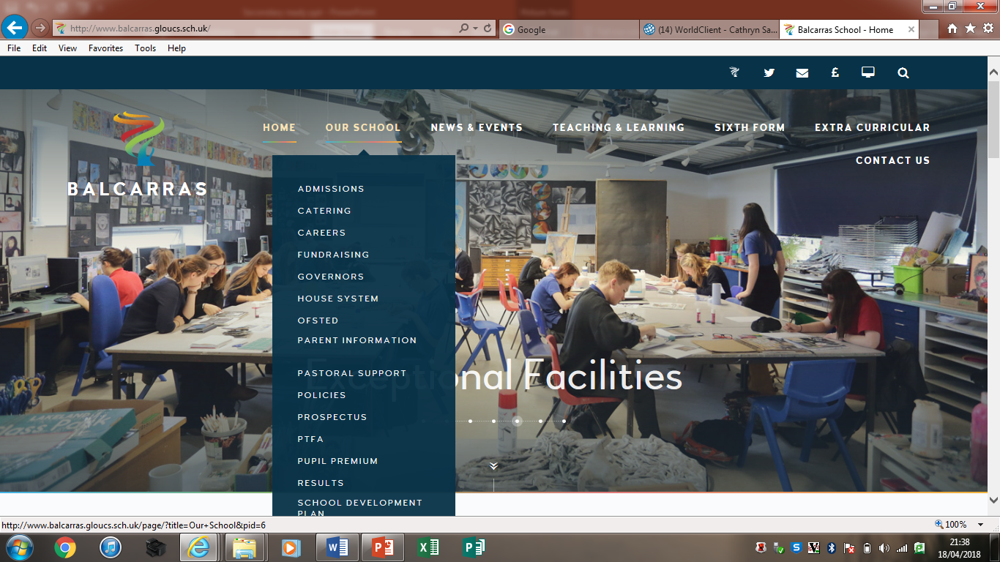 http://www.balcarras.gloucs.sch.uk/
Google
(14) WorldClient - Cathryn Sa...
Balcarras School - Home
File Edit View Favorites Tools Help
£
BALCARRAS
HOME
OUR SCHOOL
NEWS & EVENTS
TEACHING & LEARNING
SIXTH FORM
EXTRA CURRICULAR
CONTACT US
ADMISSIONS
CATERING
CAREERS
FUNDRAISING
GOVERNORS
HOUSE SYSTEM
OFSTED
PARENT INFORMATION
PASTORAL SUPPORT
POLICIES
PROSPECTUS
PTFA
PUPIL PREMIUM
RESULTS
SCHOOL DEVELOPMENT
PLAN
Exceptional Facilities
http://www.balcarras.gloucs.sch.uk/page/?title=Our+School&pid=6
100%
21:38
18/04/2018